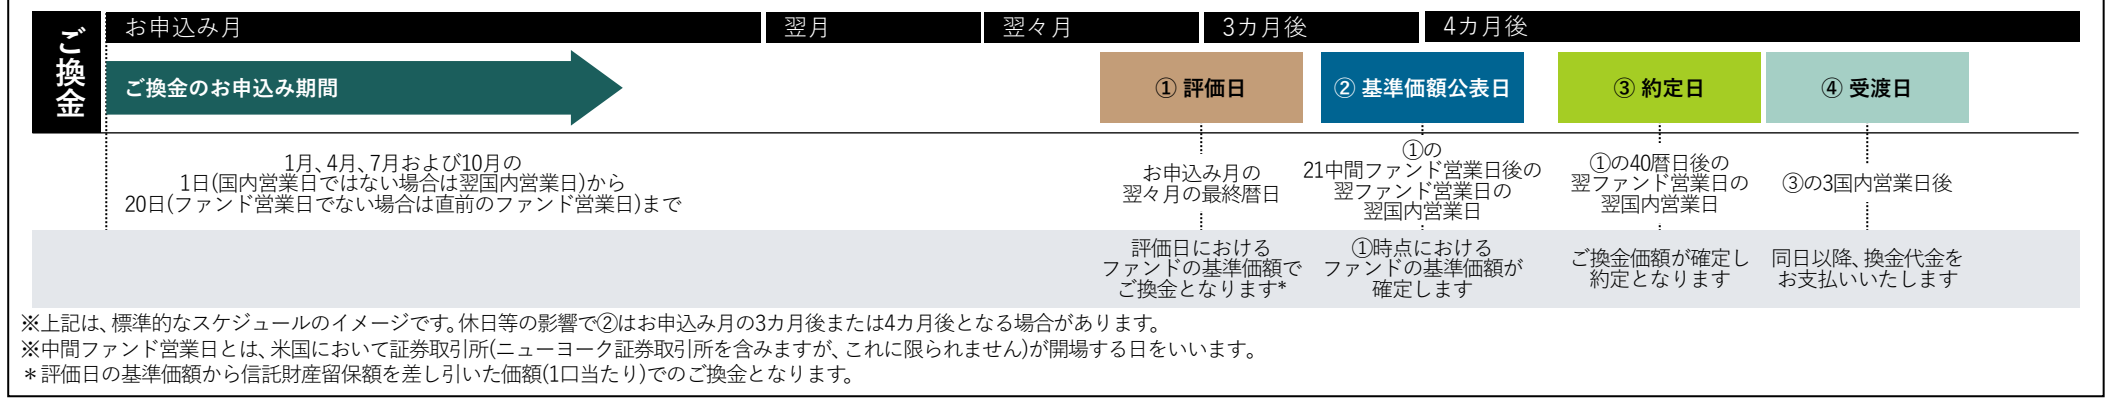 ご換金
お申込み月
翌月
翌々月
3カ月後
4カ月後
ご換金のお申込み期間
① 評価日
② 基準価額公表日
③ 約定日
④ 受渡日
1月、4月、7月および10月の
1日(国内営業日ではない場合は翌国内営業日)から
20日(ファンド営業日でない場合は直前のファンド営業日)まで
お申込み月の
翌々月の最終暦日
①の
21中間ファンド営業日後の
翌ファンド営業日の
翌国内営業日
①の40暦日後の
翌ファンド営業日の
翌国内営業日
③の3国内営業日後
評価日における
ファンドの基準価額で
ご換金となります*
①時点における
ファンドの基準価額が
確定します
ご換金価額が確定し
約定となります
同日以降、換金代金を
お支払いいたします
※上記は、標準的なスケジュールのイメージです。休日等の影響で②はお申込み月の3カ月後または4カ月後となる場合があります。
※中間ファンド営業日とは、米国において証券取引所(ニューヨーク証券取引所を含みますが、これに限られません)が開場する日をいいます。
＊評価日の基準価額から信託財産留保額を差し引いた価額(1口当たり)でのご換金となります。